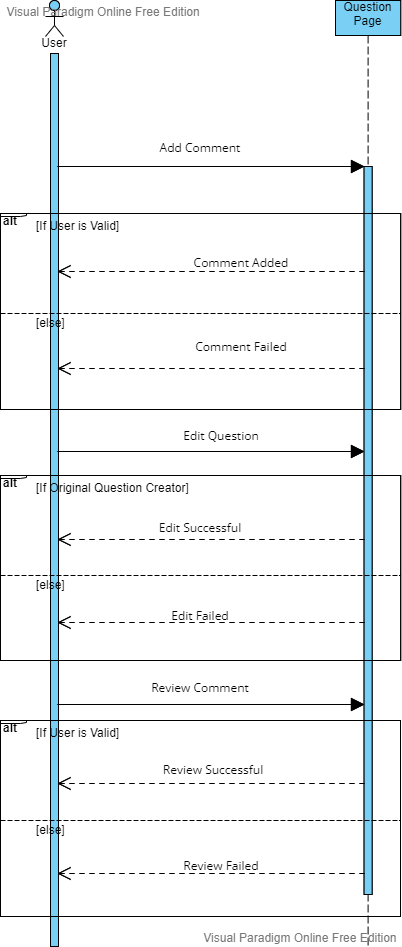 Visual Paradigm Online Free Edition
User
Question
Page
Add Comment
alt
[If User is Valid]
Comment Added
[else]
Comment Failed
Edit Question
alt
[If Original Question Creator]
Edit Successful
[else]
Edit Failed
Review Comment
alt
[If User is Valid]
Review Successful
[else]
Review Failed
Visual Paradigm Online Free Edition